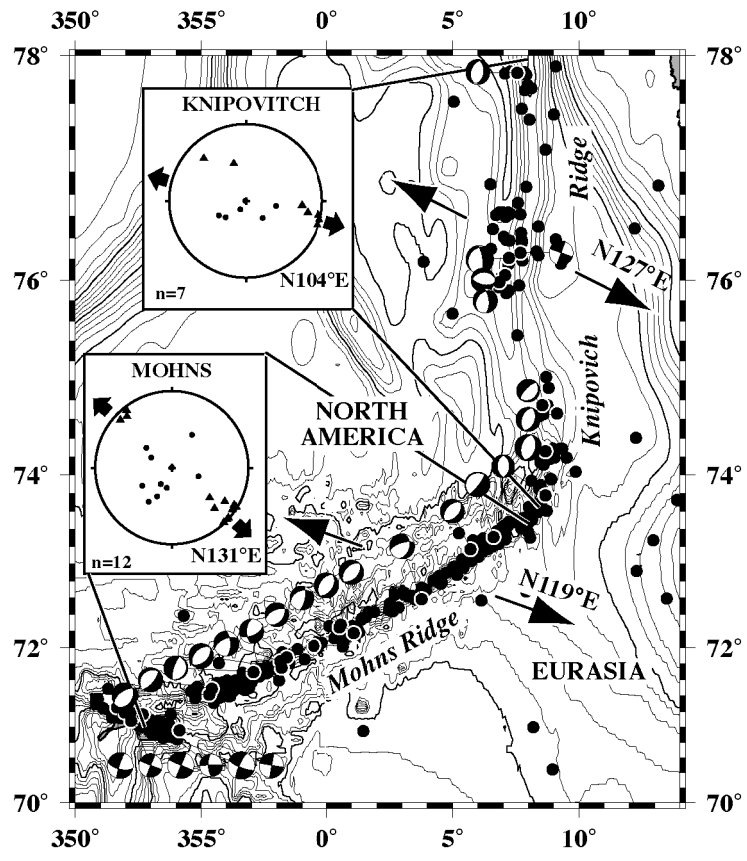 350° 355° 0° 5° 10°
78° 78°
KNIPOVITCH
n=7
N104°E
Ridge
N127°E
76° 76°
Knipovich
MOHNS
n=12
N131°E
NORTH
AMERICA
74° 74°
N119°E
Mohns Ridge
72° 72°
EURASIA
70° 70°
350° 355° 0° 5° 10°